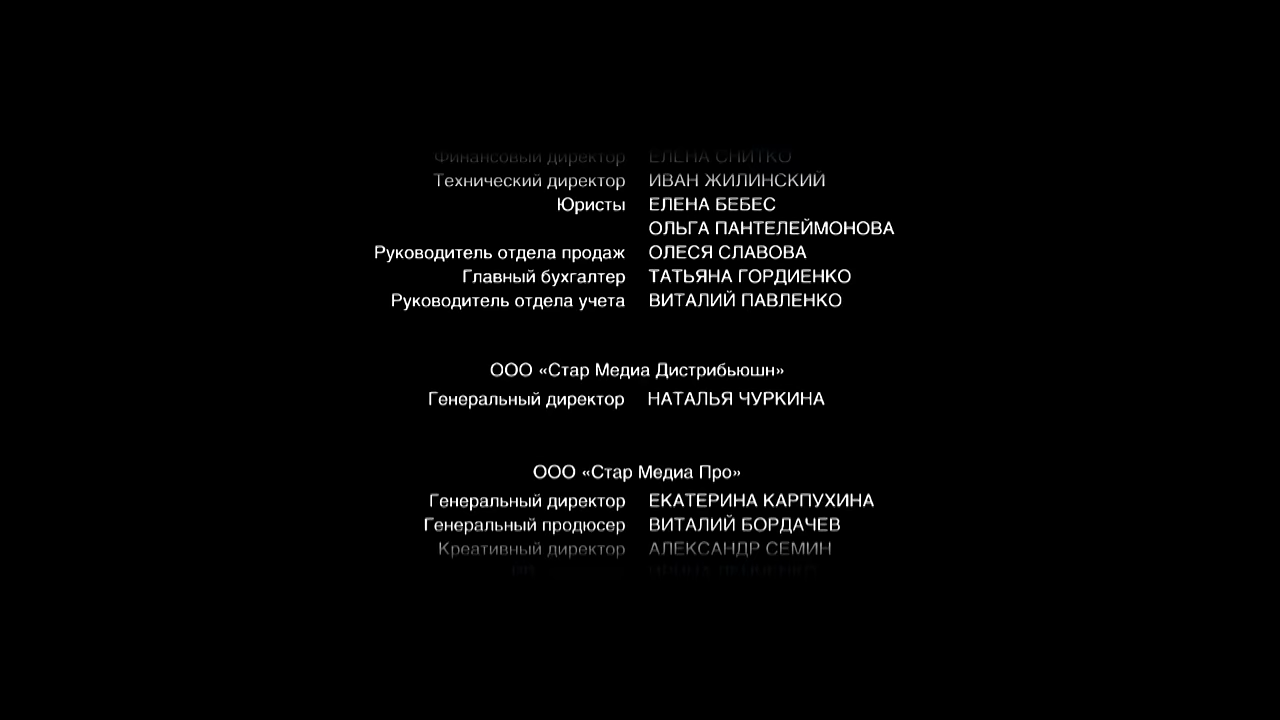 Финансовый директор ЕЛЕНА СПИТКО
Технический директор ИВАН ЖИЛИНСКИЙ
Юристы ЕЛЕНА БЕБЕС
ОЛЬГА ПАНТЕЛЕЙМОНОВА
Руководитель отдела продаж ОЛЕСЯ СЛАВОВА
Главный бухгалтер ТАТЬЯНА ГОРДИЕНКО
Руководитель отдела учета ВИТАЛИЙ ПАВЛЕНКО
ООО «Стар Медиа Дистрибьюшн»
Генеральный директор НАТАЛЬЯ ЧУРКИНА
ООО «Стар Медиа Про»
Генеральный директор ЕКАТЕРИНА КАРПУХИНА
Генеральный продюсер ВИТАЛИЙ БОРДАЧЕВ
Креативный директор АЛЕКСАНДР СЕМИН